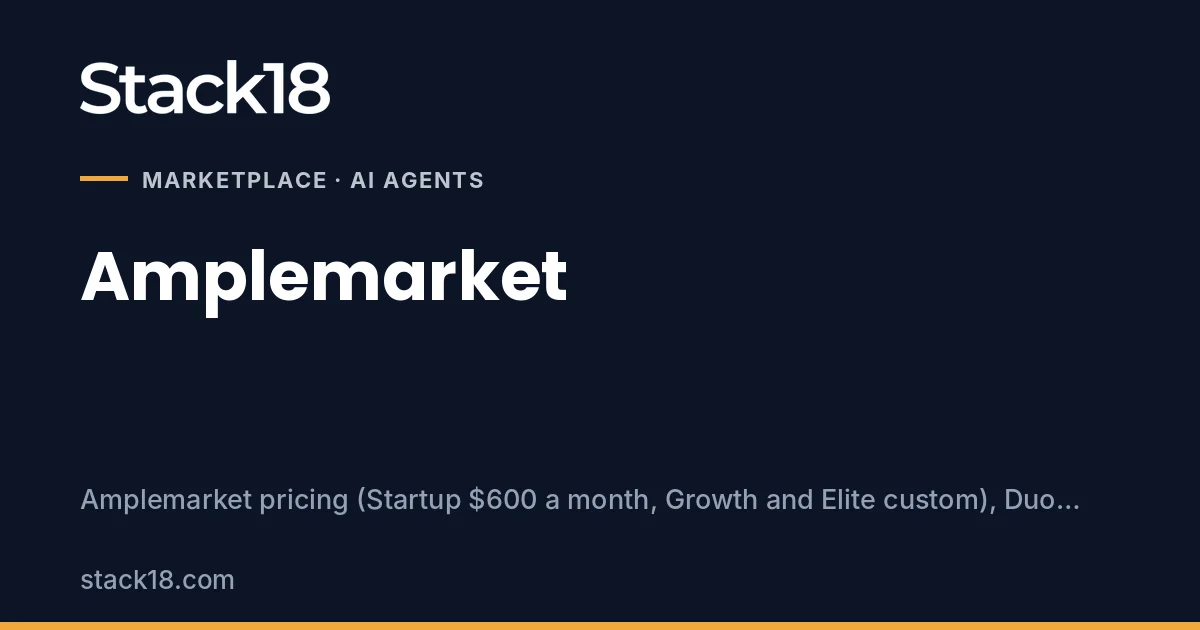 Stack18
MARKETPLACE · AI AGENTS
Amplemarket
Amplemarket pricing (Startup $600 a month, Growth and Elite custom), Duo...
stack18.com